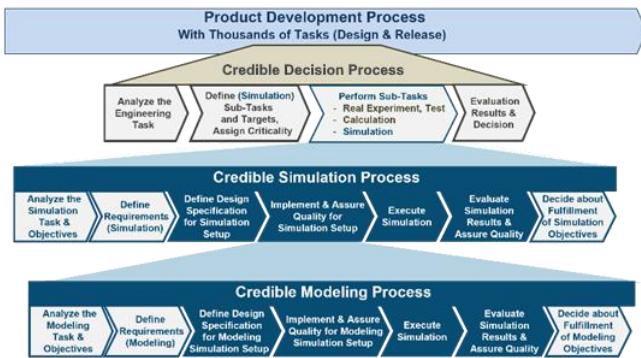 Product Development Process
With Thousands of Tasks (Design & Release)
Credible Decision Process
Analyze the
Engineering
Task
Define (Simulation)
Sub-Tasks
and Targets,
Assign Criticality
Perform Sub-Tasks
- Real Experiment, Test
- Calculation
- Simulation
Evaluation
Results &
Decision
Credible Simulation Process
Analyze the
Simulation
Task &
Objectives
Define
Requirements
(Simulation)
Define Design
Specification
for Simulation
Setup
Implement & Assure
Quality for
Simulation Setup
Execute
Simulation
Evaluate
Simulation
Results &
Assure Quality
Decide about
Fulfillment
of Simulation
Objectives
Credible Modeling Process
Analyze the
Modeling
Task &
Objectives
Define
Requirements
(Modeling)
Define Design
Specification
for Modeling
Simulation Setup
Implement & Assure
Quality for Modeling
Simulation Setup
Execute
Simulation
Evaluate
Simulation
Results &
Assure Quality
Decide about
Fulfillment
of Modeling
Objectives